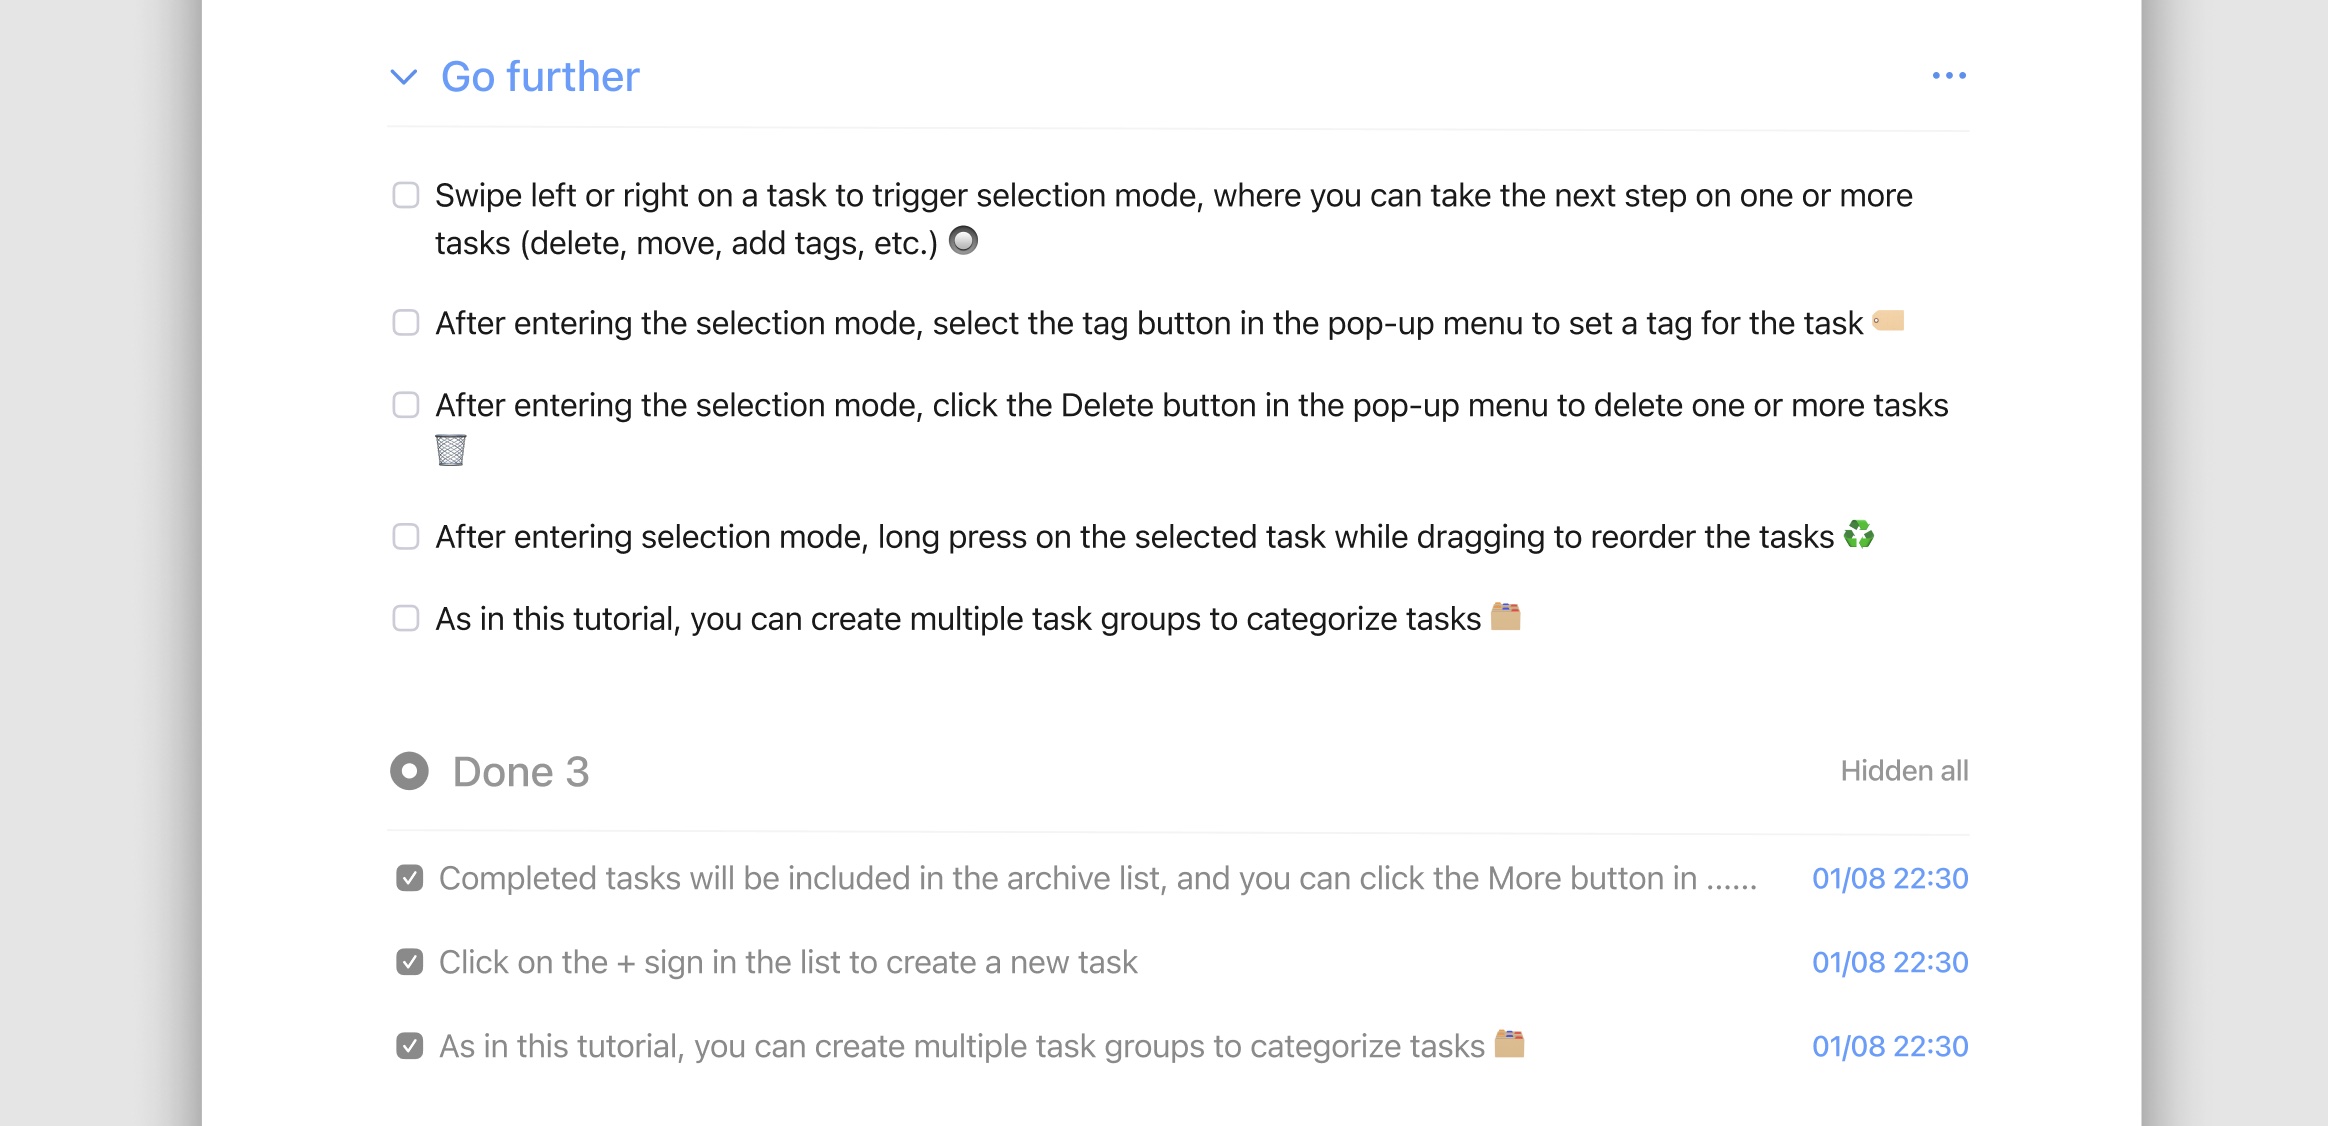 Go further
Swipe left or right on a task to trigger selection mode, where you can take the next step on one or more
tasks (delete, move, add tags, etc.) 🔘
After entering the selection mode, select the tag button in the pop-up menu to set a tag for the task 🏷️
After entering the selection mode, click the Delete button in the pop-up menu to delete one or more tasks
🗑️
After entering selection mode, long press on the selected task while dragging to reorder the tasks ♻️
As in this tutorial, you can create multiple task groups to categorize tasks 🗂️
Done 3 Hidden all
Completed tasks will be included in the archive list, and you can click the More button in ...... 01/08 22:30
Click on the + sign in the list to create a new task 01/08 22:30
As in this tutorial, you can create multiple task groups to categorize tasks 🗂️ 01/08 22:30